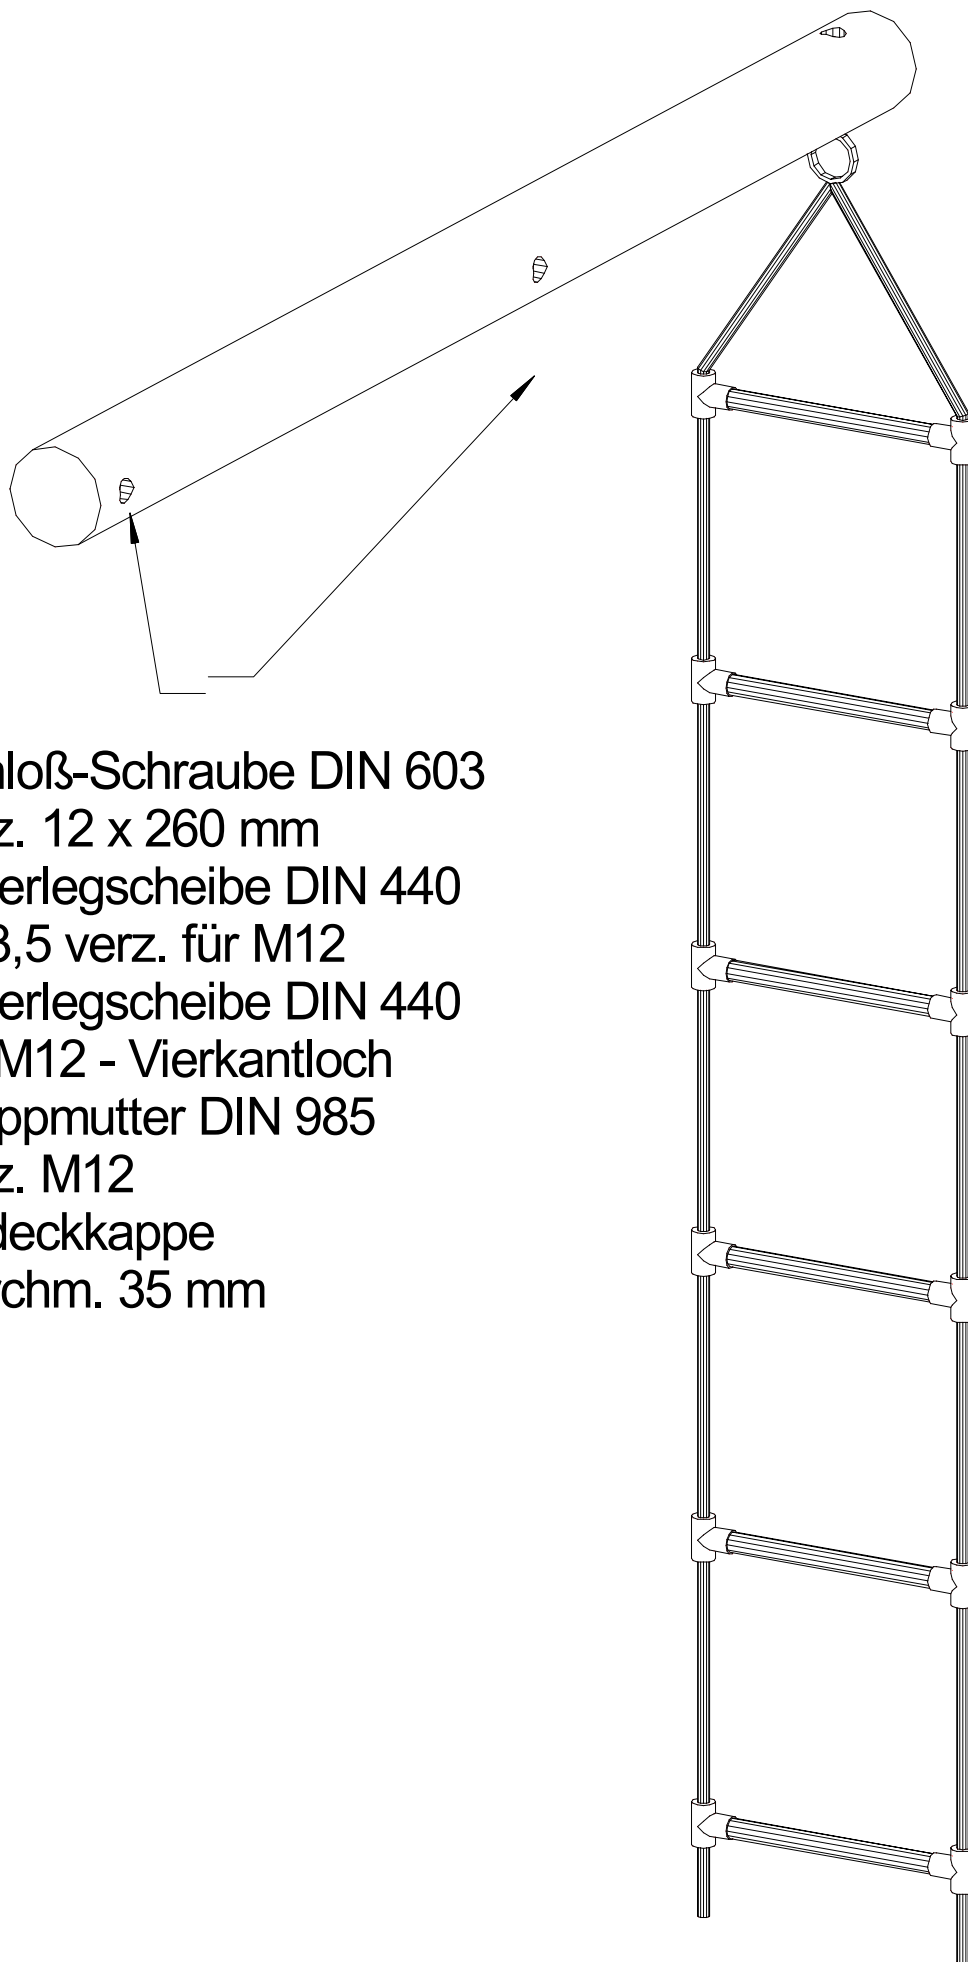 hloß-Schraube DIN 603
z. 12 x 260 mm
erlegscheibe DIN 440
3,5 verz. für M12
erlegscheibe DIN 440
M12 - Vierkantloch
ppmutter DIN 985
z. M12
deckkappe
rchm. 35 mm